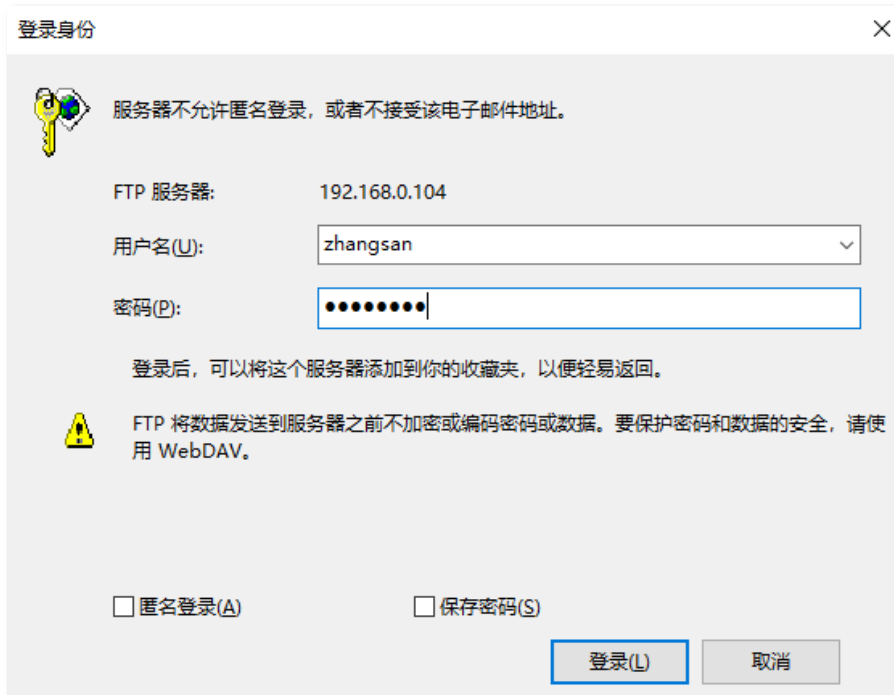 登录身份
服务器不允许匿名登录，或者不接受该电子邮件地址。
FTP 服务器: 192.168.0.104
用户名(U): zhangsan
密码(P): ●●●●●●●●
登录后，可以将这个服务器添加到你的收藏夹，以便轻易返回。
FTP 将数据发送到服务器之前不加密或编码密码或数据。要保护密码和数据的安全，请使
用 WebDAV。
匿名登录(A) 保存密码(S)
登录(L) 取消